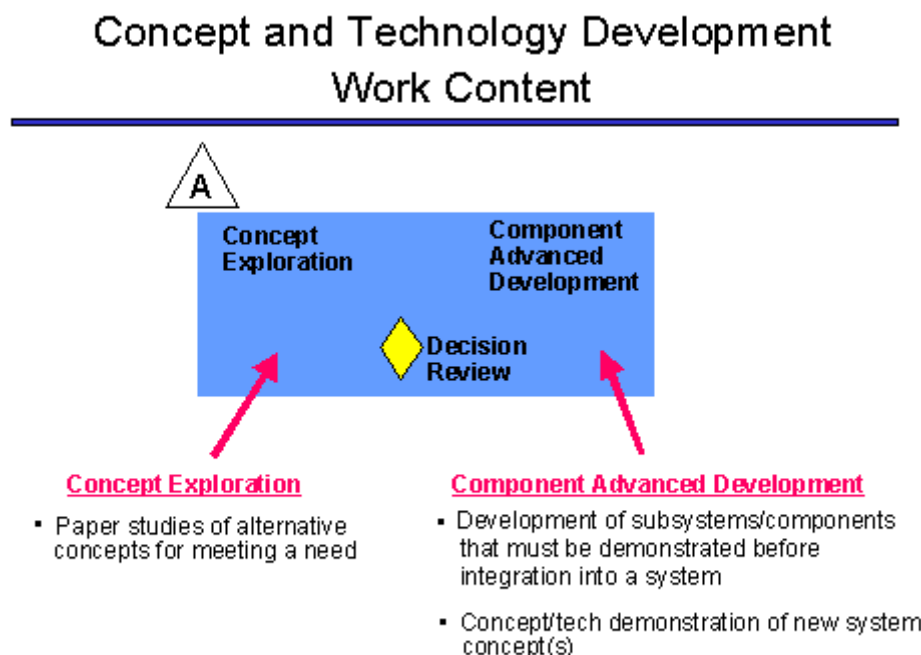 Concept and Technology Development
Work Content
A
Concept
Exploration
Component
Advanced
Development
Decision
Review
Concept Exploration
▪ Paper studies of alternative
concepts for meeting a need
Component Advanced Development
▪ Development of subsystems/components
that must be demonstrated before
integration into a system
▪ Concept/tech demonstration of new system
concept(s)